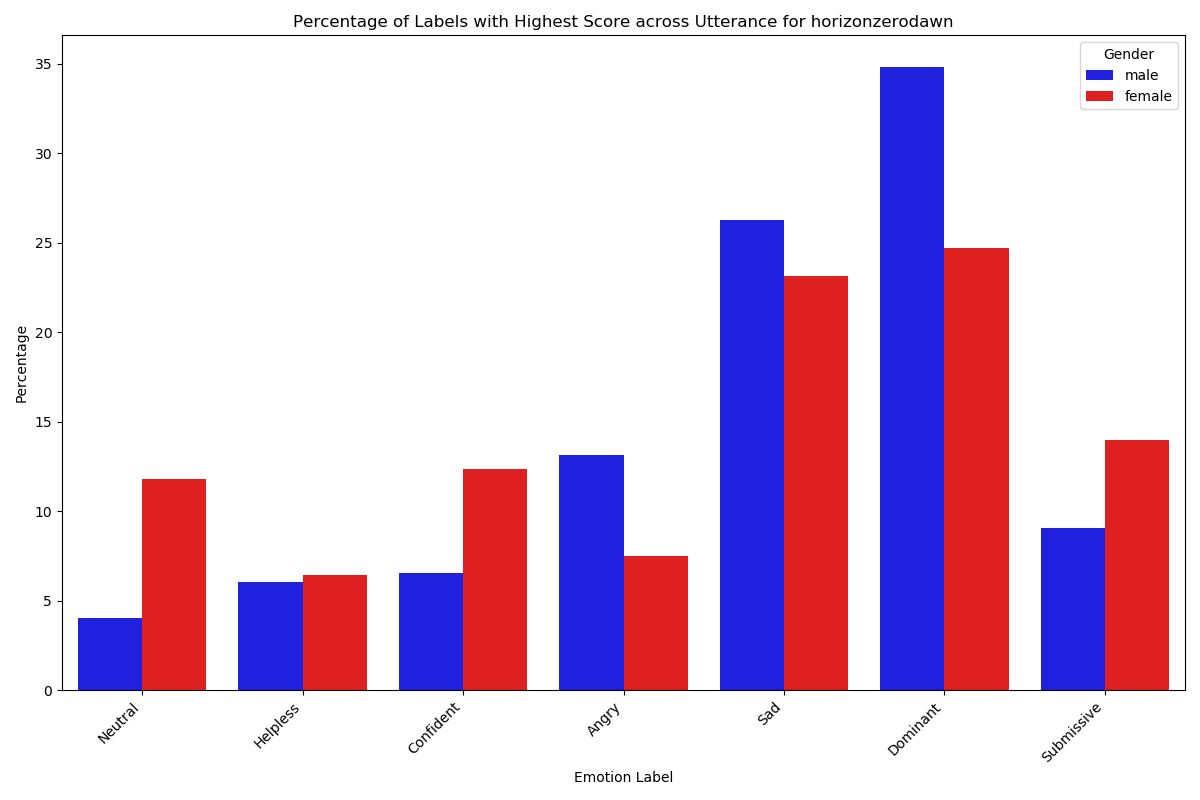 Percentage of Labels with Highest Score across Utterance for horizonzerodawn
Gender
male
female
Percentage
35
30
25
20
15
10
5
0
Neutral
Helpless
Confident
Angry
Sad
Dominant
Submissive
Emotion Label